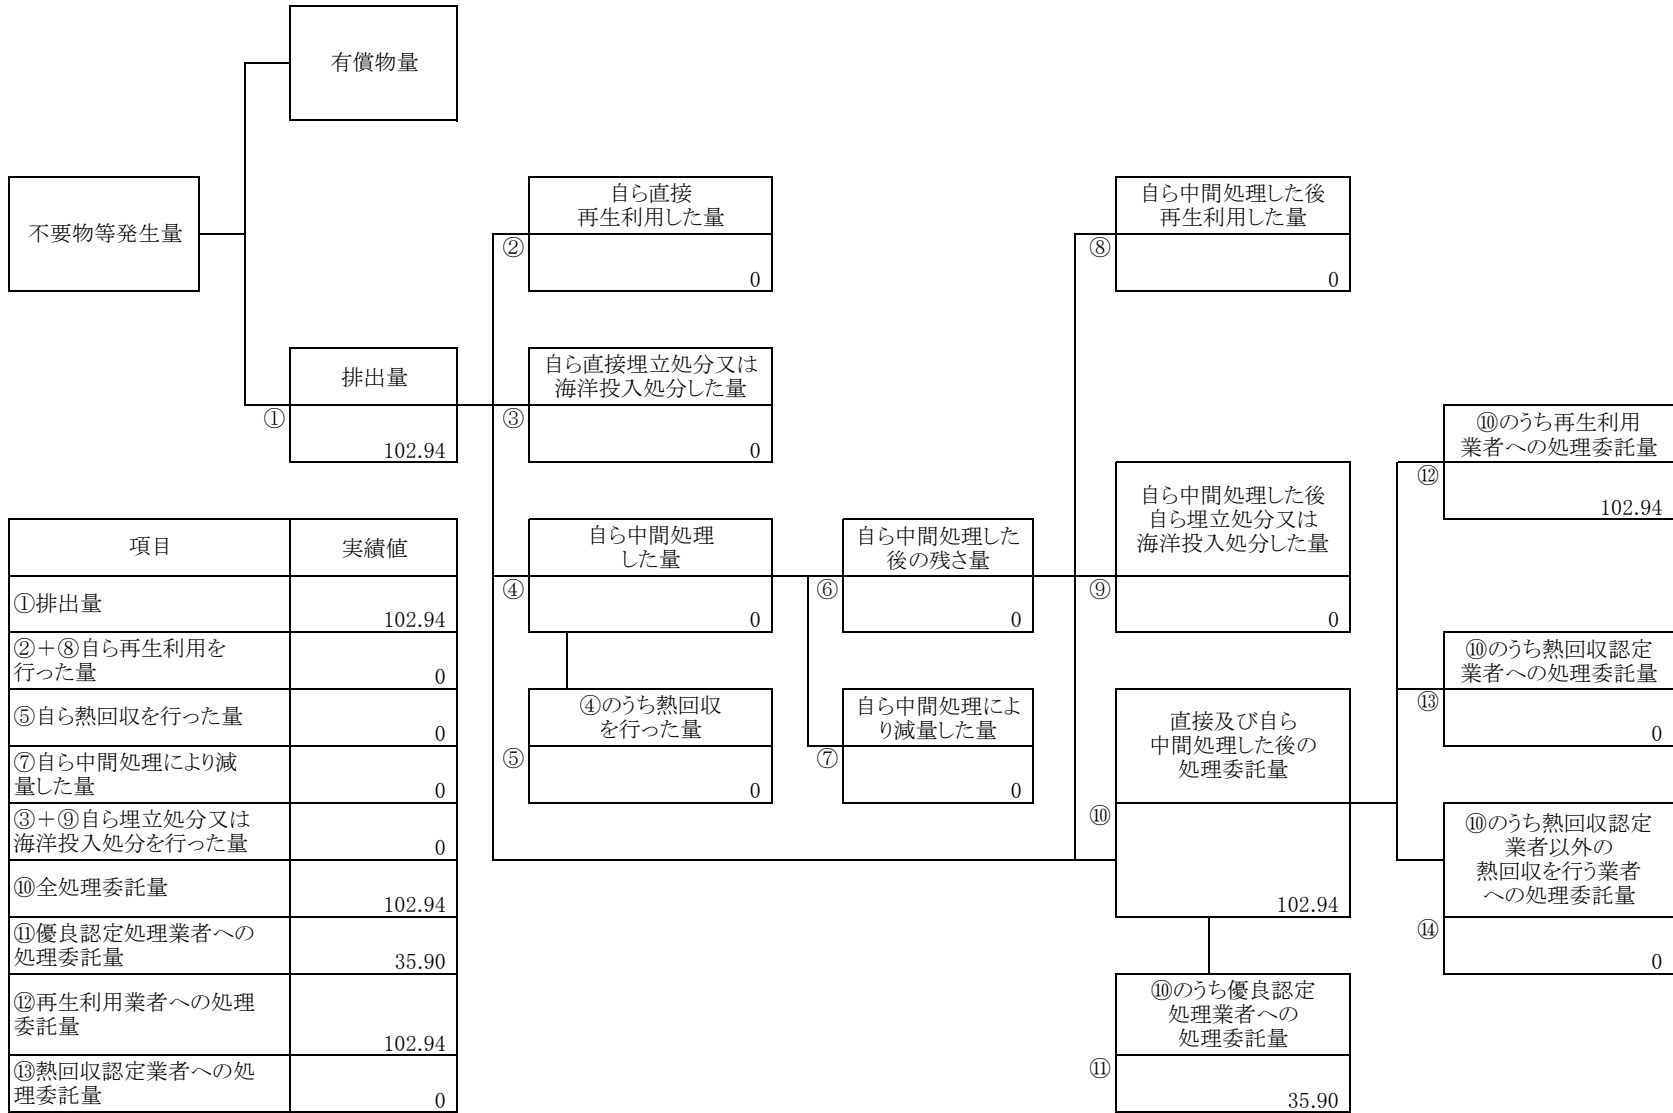 有償物量
不要物等発生量
自ら直接
再生利用した量
②
0
自ら中間処理した後
再生利用した量
⑧
0
排出量
①
102.94
自ら直接埋立処分又は
海洋投入処分した量
③
0
⑩のうち再生利用
業者への処理委託量
⑫
102.94
自ら中間処理
した量
④
0
自ら中間処理した
後の残さ量
⑥
0
自ら中間処理した後
自ら埋立処分又は
海洋投入処分した量
⑨
0
⑩のうち熱回収認定
業者への処理委託量
⑬
0
④のうち熱回収
を行った量
⑤
0
自ら中間処理によ
り減量した量
⑦
0
直接及び自ら
中間処理した後の
処理委託量
⑩
102.94
⑩のうち熱回収認定
業者以外の
熱回収を行う業者
への処理委託量
⑭
0
⑩のうち優良認定
処理業者への
処理委託量
⑪
35.90
項目
実績値
①排出量
102.94
②+⑧自ら再生利用を
行った量
0
⑤自ら熱回収を行った量
0
⑦自ら中間処理により減
量した量
0
③+⑨自ら埋立処分又は
海洋投入処分を行った量
0
⑩全処理委託量
102.94
⑪優良認定処理業者への
処理委託量
35.90
⑫再生利用業者への処理
委託量
102.94
⑬熱回収認定業者への処
理委託量
0